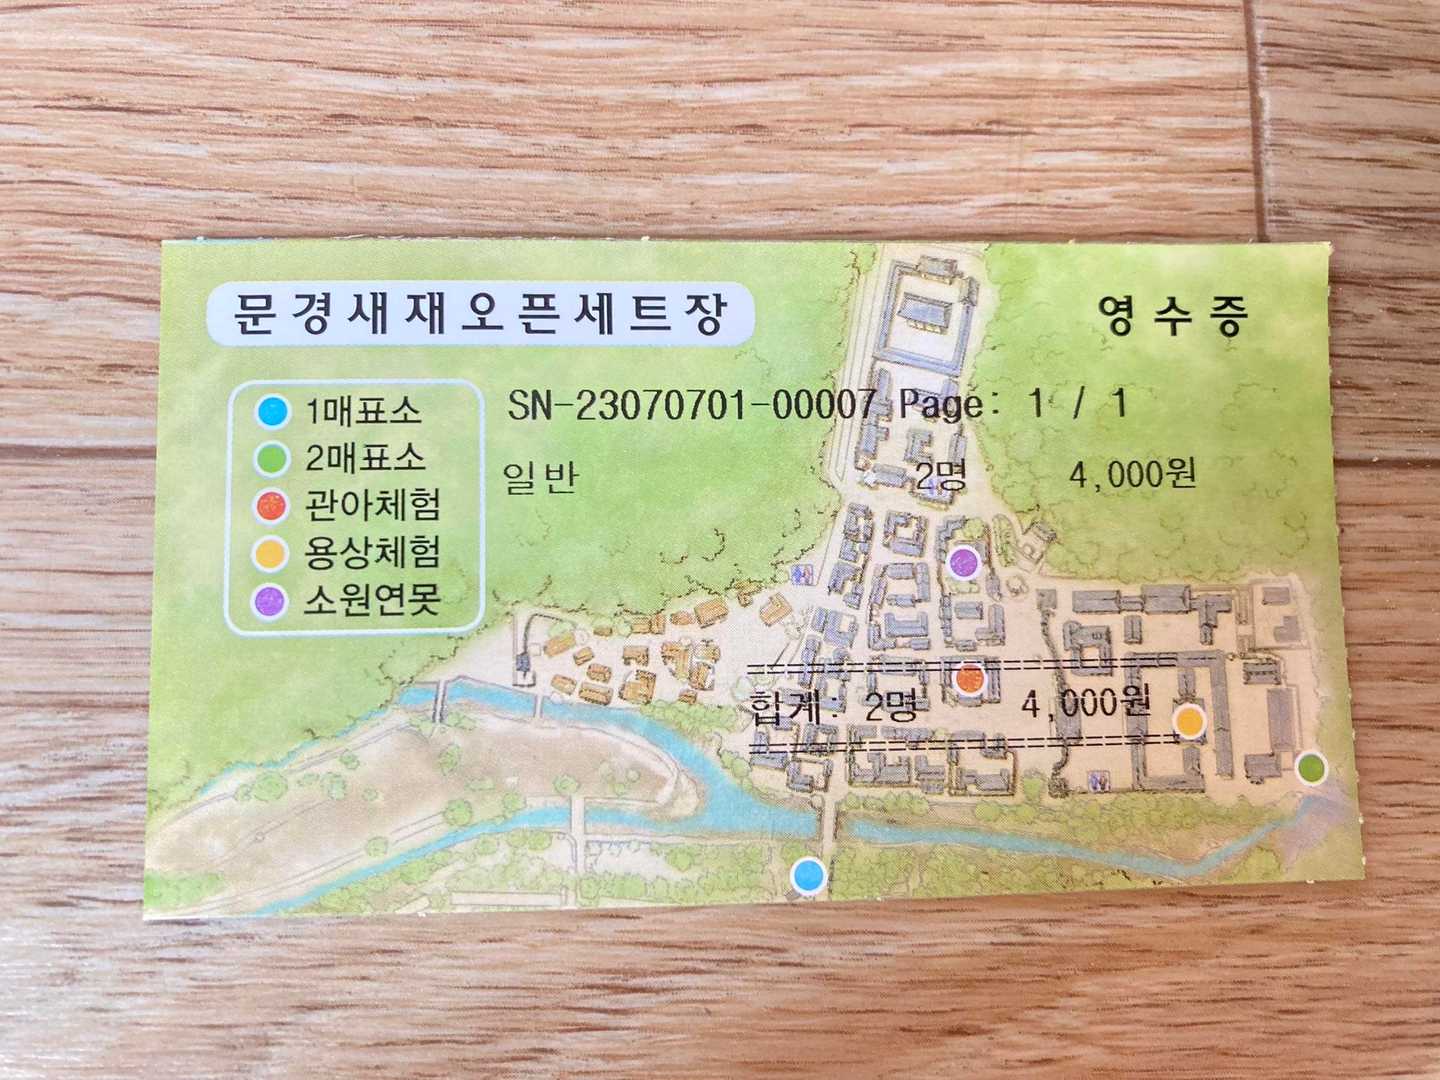 문경새재오픈세트장
영수증
1매표소
2매표소
관아체험
용상체험
소원연못
SN-23070701-00007 Page: 1 / 1
일반 2명 4,000원
==================================
합계: 2명 4,000원
==================================